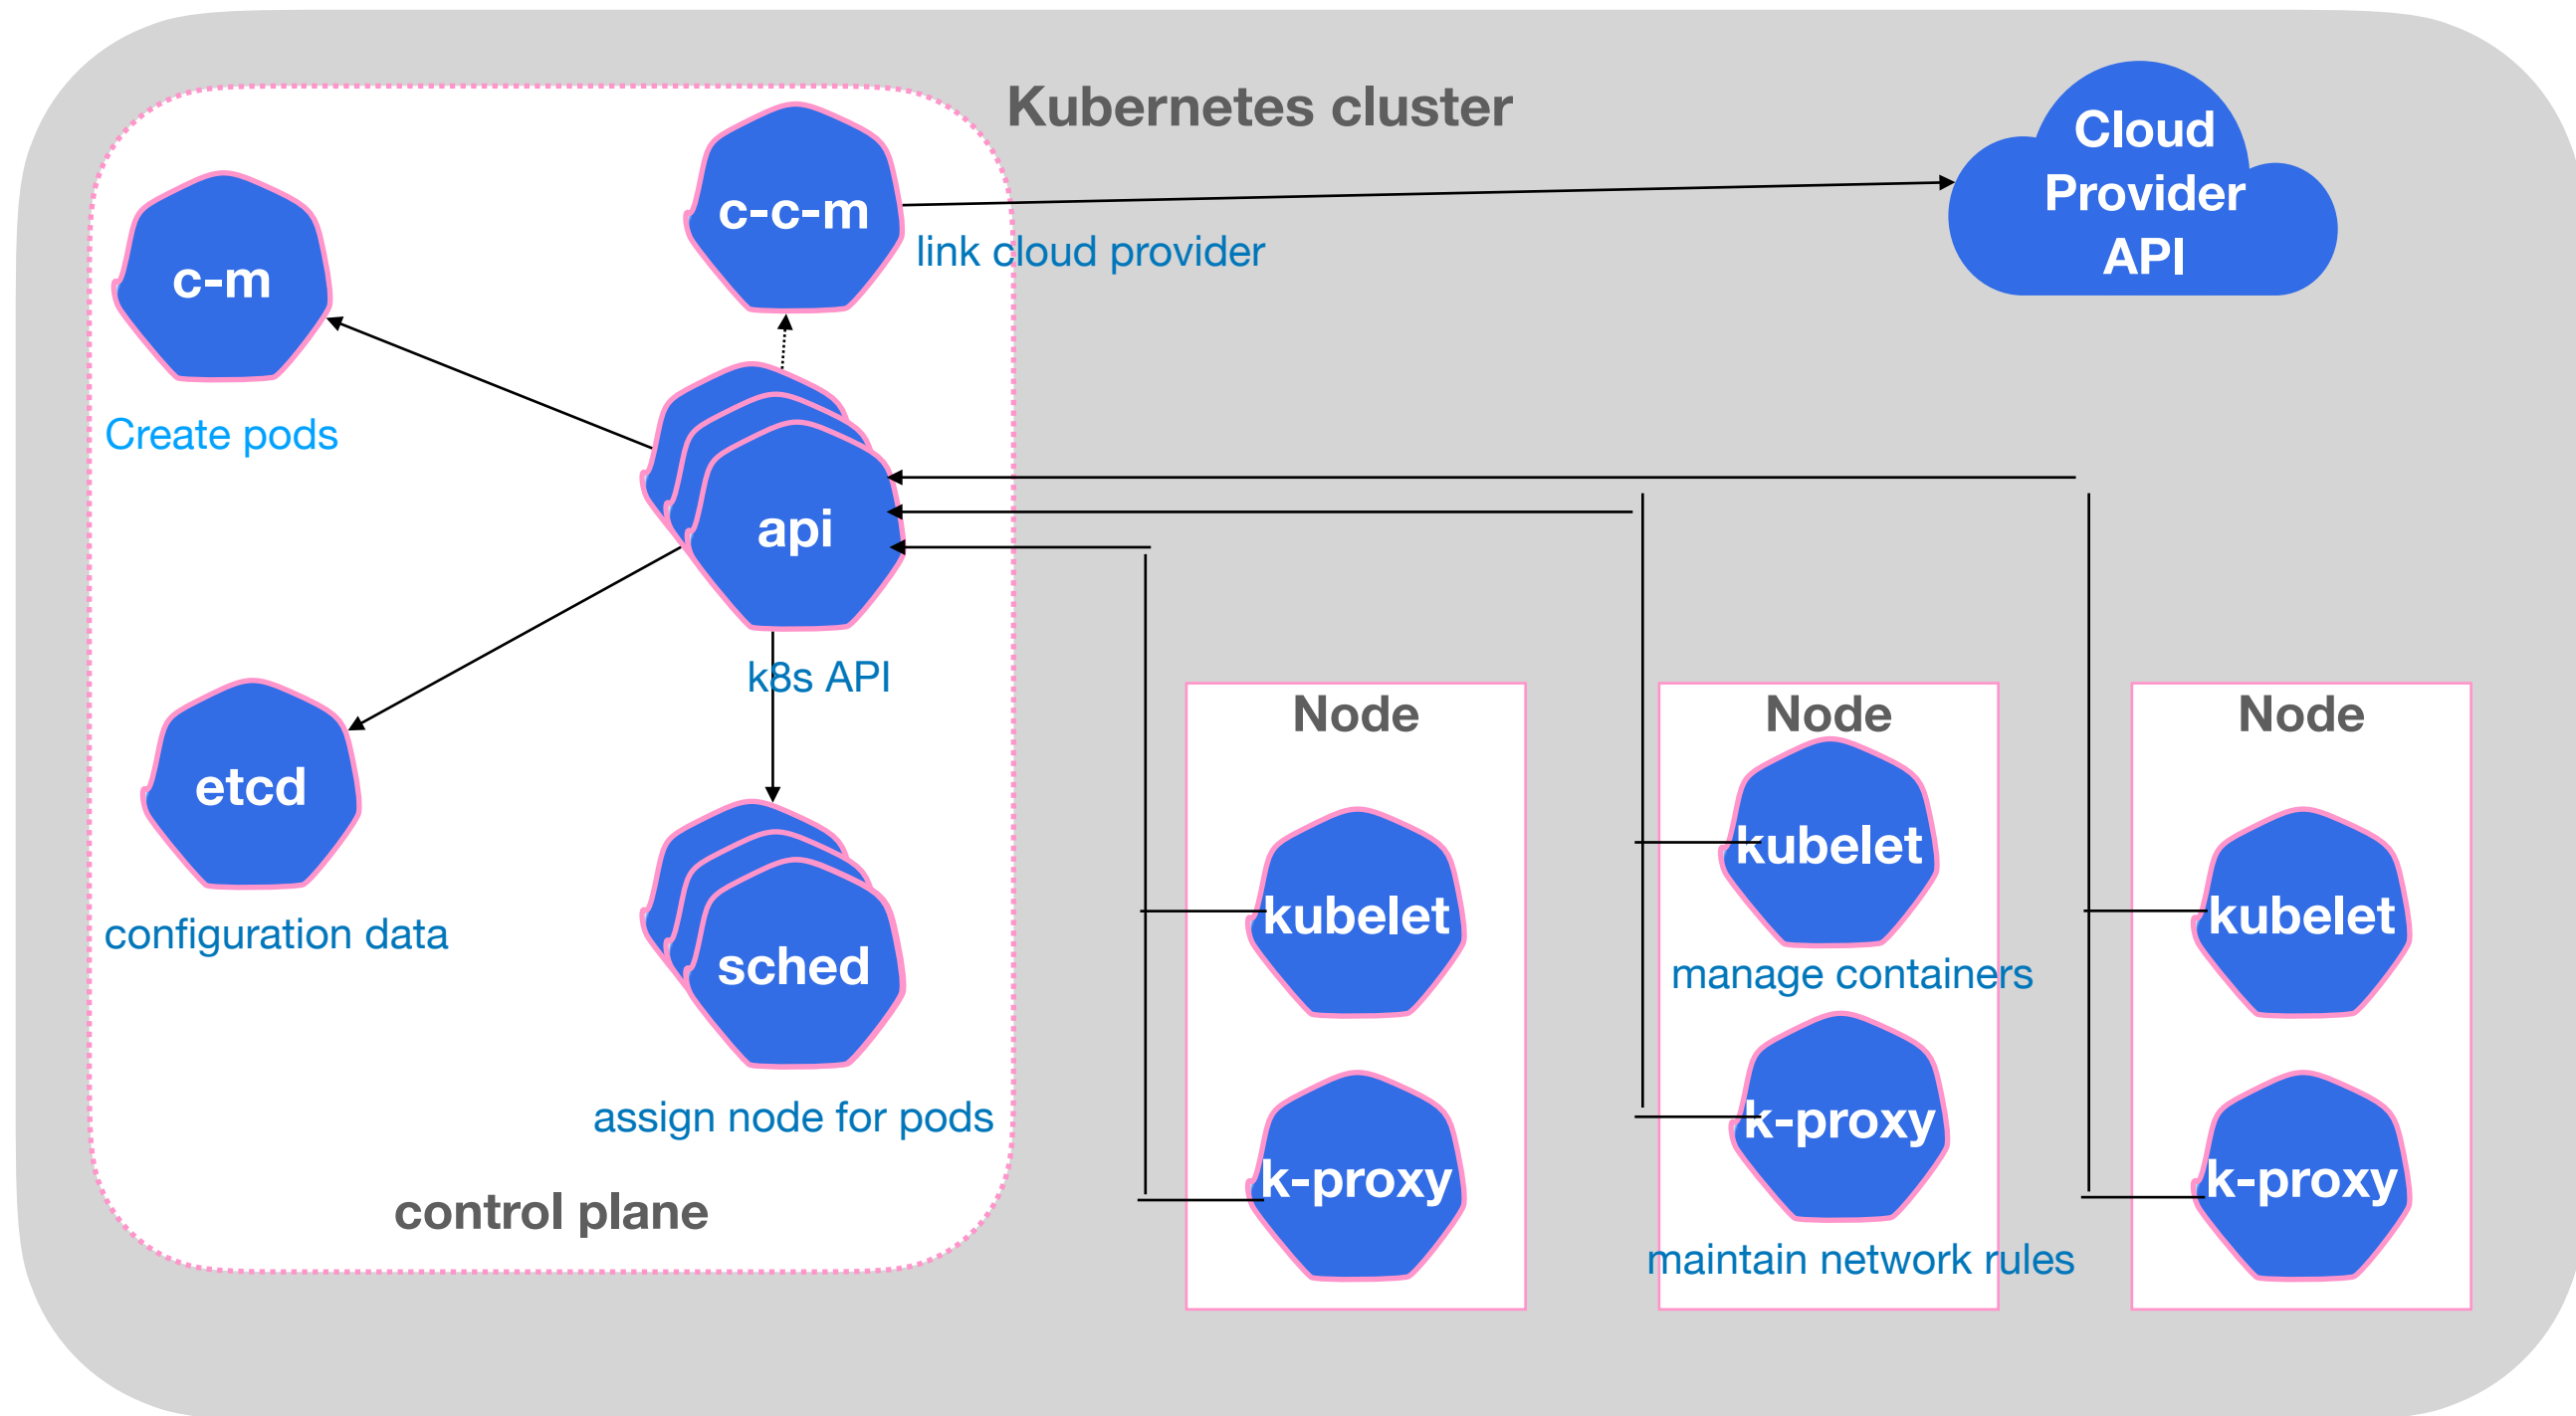 Kubernetes cluster
Cloud
Provider
API
c-c-m
link cloud provider
c-m
Create pods
api
k8s API
etcd
configuration data
sched
assign node for pods
control plane
Node
kubelet
k-proxy
Node
kubelet
manage containers
k-proxy
maintain network rules
Node
kubelet
k-proxy